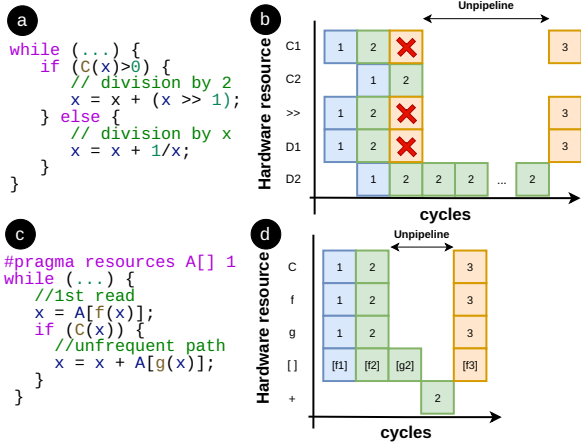 a
while (...) {
if (C(x)>0) {
// division by 2
x = x + (x >> 1);
} else {
// division by x
x = x + 1/x;
}
}
b
Unpipeline
Hardware resource
C1
1
2
3
C2
1
2
>>
1
2
3
D1
1
2
3
D2
1
2
2
2
...
2
cycles
c
#pragma resources A[] 1
while (...) {
//1st read
x = A[f(x)];
if (C(x)) {
//unfrequent path
x = x + A[g(x)];
}
}
d
Unpipeline
Hardware resource
C
1
2
3
f
1
2
3
g
1
2
3
[ ]
[f1]
[f2]
[g2]
[f3]
+
2
cycles